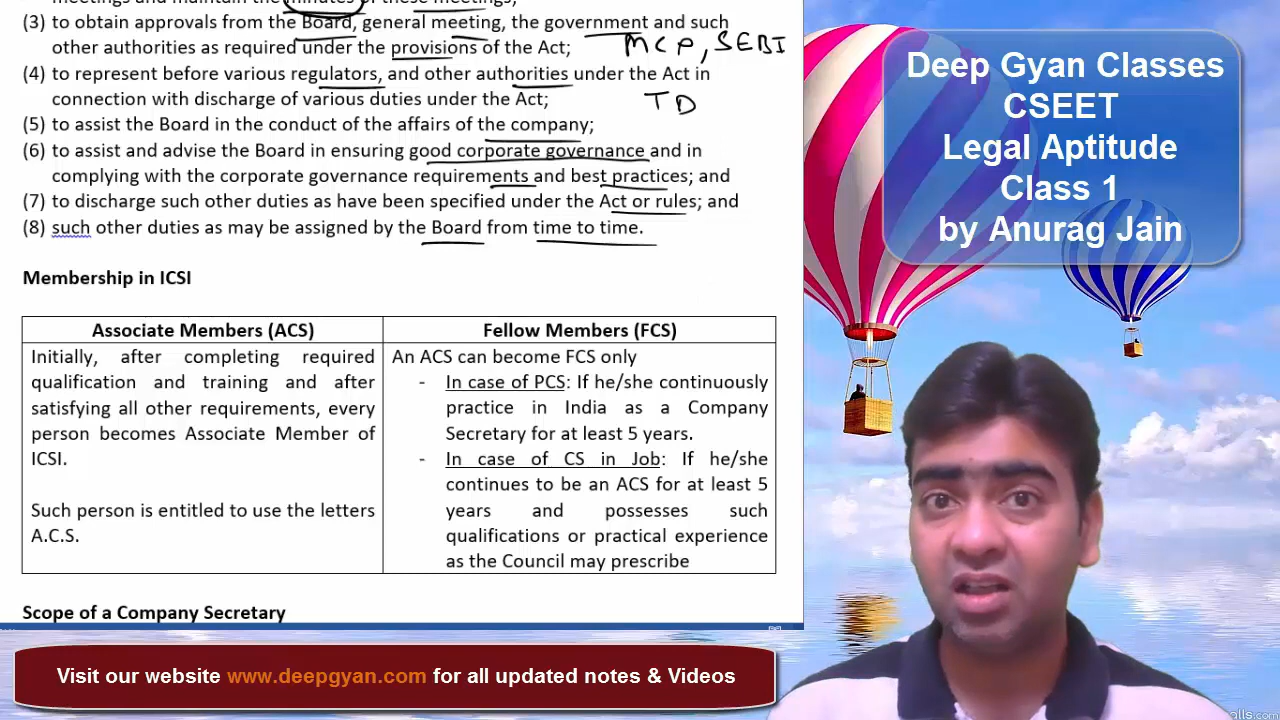 meetings and maintain the minutes of these meetings;
(3) to obtain approvals from the Board, general meeting, the government and such
other authorities as required under the provisions of the Act;
MCA, SEBI
(4) to represent before various regulators, and other authorities under the Act in
connection with discharge of various duties under the Act;
TD
(5) to assist the Board in the conduct of the affairs of the company;
(6) to assist and advise the Board in ensuring good corporate governance and in
complying with the corporate governance requirements and best practices; and
(7) to discharge such other duties as have been specified under the Act or rules; and
(8) such other duties as may be assigned by the Board from time to time.
Membership in ICSI
Associate Members (ACS)
Initially, after completing required
qualification and training and after
satisfying all other requirements, every
person becomes Associate Member of
ICSI.
Such person is entitled to use the letters
A.C.S.
Fellow Members (FCS)
An ACS can become FCS only
- In case of PCS: If he/she continuously
practice in India as a Company
Secretary for at least 5 years.
- In case of CS in Job: If he/she
continues to be an ACS for at least 5
years and possesses such
qualifications or practical experience
as the Council may prescribe
Scope of a Company Secretary
Deep Gyan Classes
CSEET
Legal Aptitude
Class 1
by Anurag Jain
Visit our website www.deepgyan.com for all updated notes & Videos